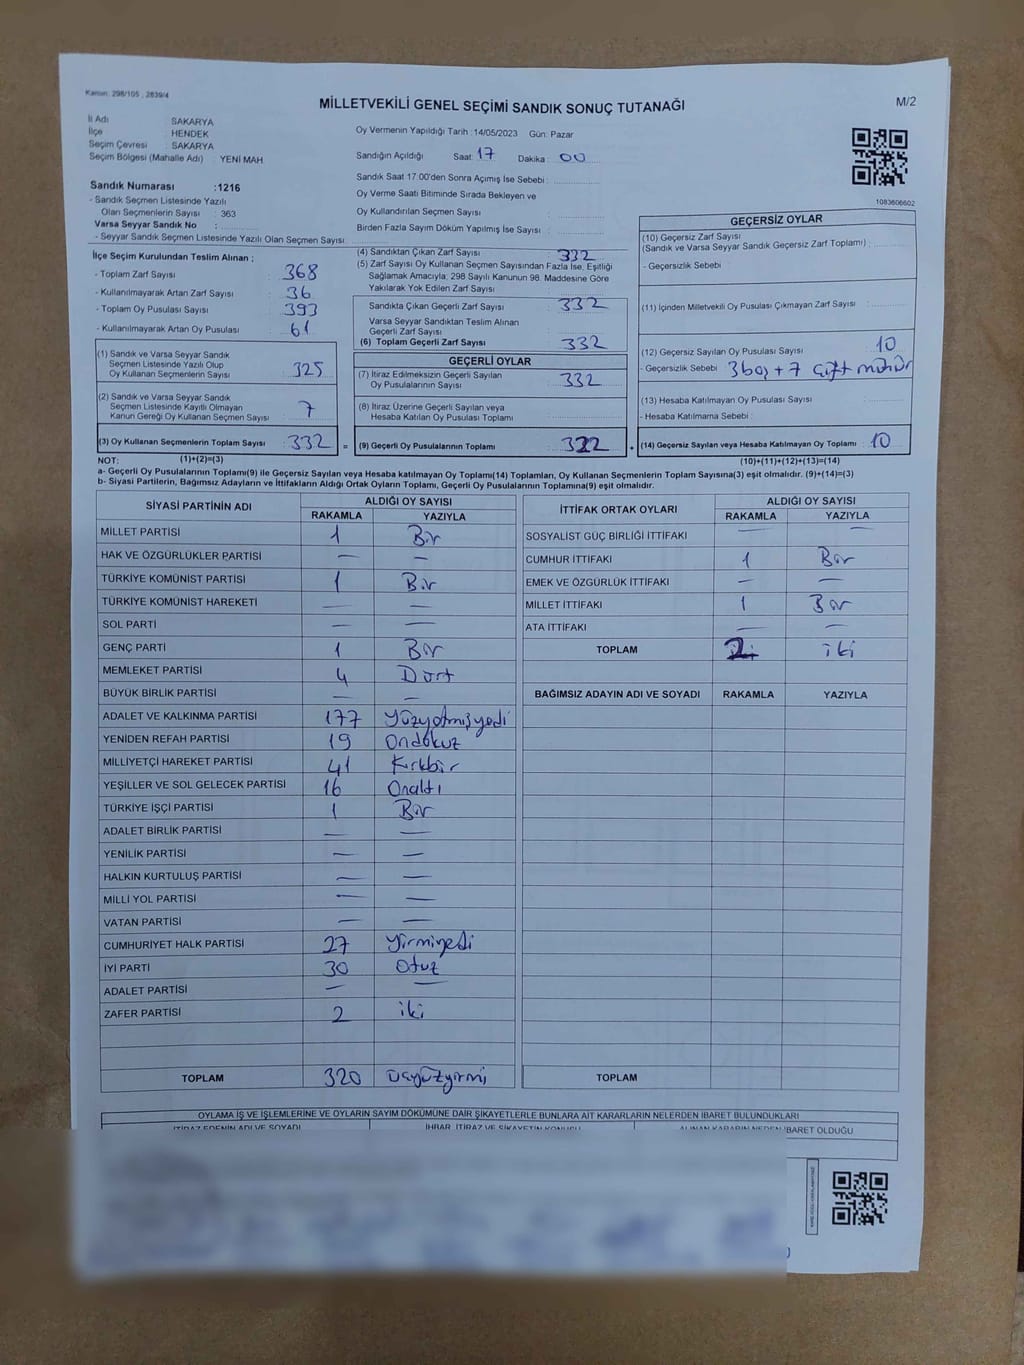 Kanun: 298/105 , 2839/4
MİLLETVEKİLİ GENEL SEÇİMİ SANDIK SONUÇ TUTANAĞI
M/2
İl Adı SAKARYA
İlçe HENDEK
Seçim Çevresi : SAKARYA
Seçim Bölgesi (Mahalle Adı) YENİ MAH.
Oy Vermenin Yapıldığı Tarih :14/05/2023 Gün: Pazar
Sandığın Açıldığı Saat: 17 Dakika : 00
Sandık Saat 17.00'den Sonra Açılmış İse Sebebi :
Oy Verme Saati Bitiminde Sırada Bekleyen ve
Oy Kullandırılan Seçmen Sayısı :
Birden Fazla Sayım Döküm Yapılmış İse Sayısı :
1083606602
Sandık Numarası :1216
- Sandık Seçmen Listesinde Yazılı
Olan Seçmenlerin Sayısı : 363
Varsa Seyyar Sandık No :
- Seyyar Sandık Seçmen Listesinde Yazılı Olan Seçmen Sayısı
İlçe Seçim Kurulundan Teslim Alınan ;
- Toplam Zarf Sayısı : 368
- Kullanılmayarak Artan Zarf Sayısı : 36
- Toplam Oy Pusulası Sayısı : 393
- Kullanılmayarak Artan Oy Pusulası : 61
(1) Sandık ve Varsa Seyyar Sandık
Seçmen Listesinde Yazılı Olup
Oy Kullanan Seçmenlerin Sayısı : 325
(2) Sandık ve Varsa Seyyar Sandık
Seçmen Listesinde Kayıtlı Olmayan
Kanun Gereği Oy Kullanan Seçmen Sayısı : 7
(3) Oy Kullanan Seçmenlerin Toplam Sayısı : 332 =
(4) Sandıktan Çıkan Zarf Sayısı : 332
(5) Zarf Sayısı Oy Kullanan Seçmen Sayısından Fazla İse, Eşitliği
Sağlamak Amacıyla; 298 Sayılı Kanunun 98. Maddesine Göre
Yakılarak Yok Edilen Zarf Sayısı :
Sandıkta Çıkan Geçerli Zarf Sayısı : 332
Varsa Seyyar Sandıktan Teslim Alınan
Geçerli Zarf Sayısı :
(6) Toplam Geçerli Zarf Sayısı : 332
GEÇERLİ OYLAR
(7) İtiraz Edilmeksizin Geçerli Sayılan
Oy Pusulalarının Sayısı : 332
(8) İtiraz Üzerine Geçerli Sayılan veya
Hesaba Katılan Oy Pusulası Toplamı :
(9) Geçerli Oy Pusulalarının Toplamı : 322 +
GEÇERSİZ OYLAR
(10) Geçersiz Zarf Sayısı
(Sandık ve Varsa Seyyar Sandık Geçersiz Zarf Toplamı) :
- Geçersizlik Sebebi :
(11) İçinden Milletvekili Oy Pusulası Çıkmayan Zarf Sayısı :
(12) Geçersiz Sayılan Oy Pusulası Sayısı : 10
- Geçersizlik Sebebi : 3 boş + 7 çift mühür
(13) Hesaba Katılmayan Oy Pusulası Sayısı :
- Hesaba Katılmama Sebebi :
(14) Geçersiz Sayılan veya Hesaba Katılmayan Oy Toplamı : 10
NOT: (1)+(2)=(3) (10)+(11)+(12)+(13)=(14)
a- Geçerli Oy Pusulalarının Toplamı(9) ile Geçersiz Sayılan veya Hesaba katılmayan Oy Toplamı(14) Toplamları, Oy Kullanan Seçmenlerin Toplam Sayısına(3) eşit olmalıdır. (9)+(14)=(3)
b- Siyasi Partilerin, Bağımsız Adayların ve İttifakların Aldığı Ortak Oyların Toplamı, Geçerli Oy Pusulalarının Toplamına(9) eşit olmalıdır.
SİYASİ PARTİNİN ADI ALDIĞI OY SAYISI
RAKAMLA YAZIYLA
MİLLET PARTİSİ 1 Bir
HAK VE ÖZGÜRLÜKLER PARTİSİ — —
TÜRKİYE KOMÜNİST PARTİSİ 1 Bir
TÜRKİYE KOMÜNİST HAREKETİ — —
SOL PARTİ — —
GENÇ PARTİ 1 Bir
MEMLEKET PARTİSİ 4 Dört
BÜYÜK BİRLİK PARTİSİ — —
ADALET VE KALKINMA PARTİSİ 177 Yüzyetmişyedi
YENİDEN REFAH PARTİSİ 19 Ondokuz
MİLLİYETÇİ HAREKET PARTİSİ 41 Kırkbir
YEŞİLLER VE SOL GELECEK PARTİSİ 16 Onaltı
TÜRKİYE İŞÇİ PARTİSİ 1 Bir
ADALET BİRLİK PARTİSİ — —
YENİLİK PARTİSİ — —
HALKIN KURTULUŞ PARTİSİ — —
MİLLİ YOL PARTİSİ — —
VATAN PARTİSİ — —
CUMHURİYET HALK PARTİSİ 27 Yirmiyedi
İYİ PARTİ 30 Otuz
ADALET PARTİSİ — —
ZAFER PARTİSİ 2 iki
TOPLAM 320 Üçyüzyirmi
İTTİFAK ORTAK OYLARI ALDIĞI OY SAYISI
RAKAMLA YAZIYLA
SOSYALİST GÜÇ BİRLİĞİ İTTİFAKI — —
CUMHUR İTTİFAKI 1 Bir
EMEK VE ÖZGÜRLÜK İTTİFAKI — —
MİLLET İTTİFAKI 1 Bir
ATA İTTİFAKI — —
TOPLAM 2 iki
BAĞIMSIZ ADAYIN ADI VE SOYADI RAKAMLA YAZIYLA
TOPLAM
OYLAMA İŞ VE İŞLEMLERİNE VE OYLARIN SAYIM DÖKÜMÜNE DAİR ŞİKAYETLERLE BUNLARA AİT KARARLARIN NELERDEN İBARET BULUNDUKLARI
İTİRAZ EDENİN ADI VE SOYADI İHBAR, İTİRAZ VE ŞİKAYETİN KONUSU ALINAN KARARIN NEDEN İBARET OLDUĞU